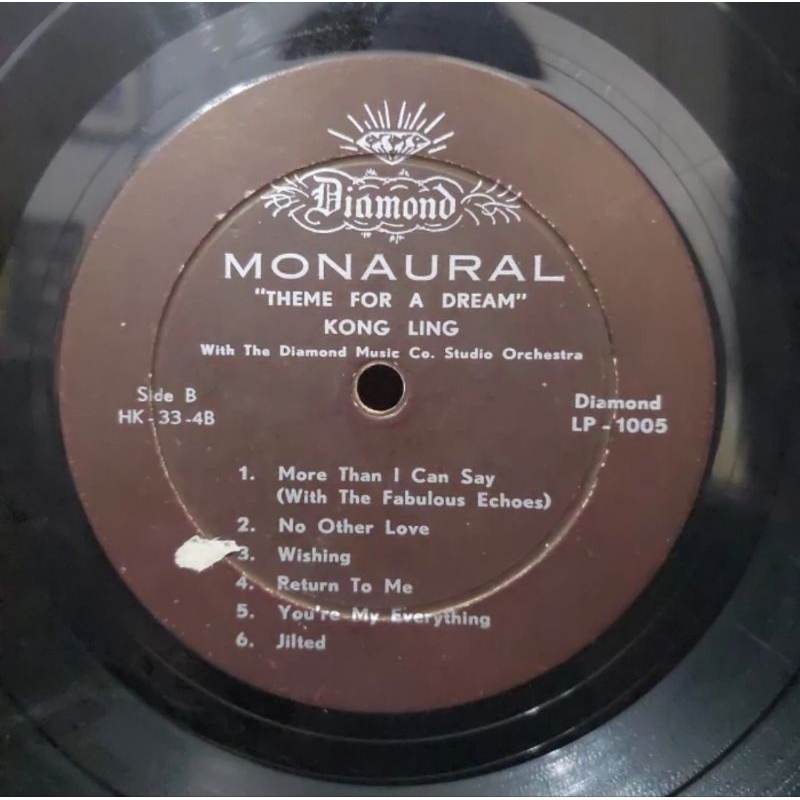 Diamond
MONAURAL
"THEME FOR A DREAM"
KONG LING
With The Diamond Music Co. Studio Orchestra
Side B
HK-33-4B
Diamond
LP-1005
1. More Than I Can Say
(With The Fabulous Echoes)
2. No Other Love
3. Wishing
4. Return To Me
5. You're My Everything
6. Jilted